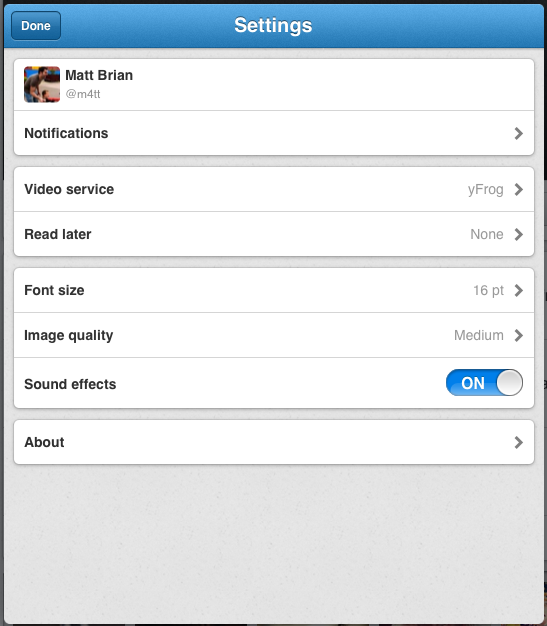 Done
Settings
Matt Brian
@m4tt
Notifications
Video service yFrog
Read later None
Font size 16 pt
Image quality Medium
Sound effects ON
About